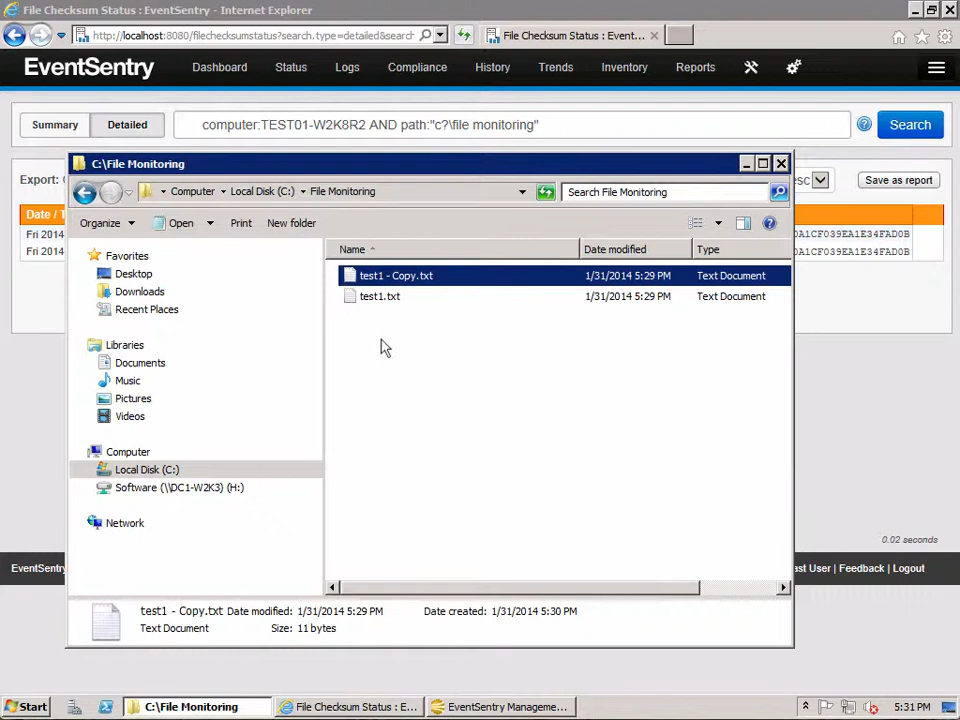 File Checksum Status : EventSentry - Internet Explorer
http://localhost:8080/filechecksumstatus?search.type=detailed&search
File Checksum Status : Event...
EventSentry
Dashboard Status Logs Compliance History Trends Inventory Reports
Summary Detailed computer:TEST01-W2K8R2 AND path:"c?\file monitoring" Search
C:\File Monitoring
Export: Save as report
Computer Local Disk (C:) File Monitoring Search File Monitoring
Date /
Organize Open Print New folder
Fri 2014 DA1CF039EA1E34FAD0B
Fri 2014 DA1CF039EA1E34FAD0B
Name Date modified Type
Favorites
Desktop
Downloads
Recent Places
Libraries
Documents
Music
Pictures
Videos
Computer
Local Disk (C:)
Software (\\DC1-W2K3) (H:)
Network
test1 - Copy.txt 1/31/2014 5:29 PM Text Document
test1.txt 1/31/2014 5:29 PM Text Document
0.02 seconds
EventSentry User | Feedback | Logout
test1 - Copy.txt Date modified: 1/31/2014 5:29 PM Date created: 1/31/2014 5:30 PM
Text Document Size: 11 bytes
Start C:\File Monitoring File Checksum Status : E... EventSentry Manageme... 5:31 PM